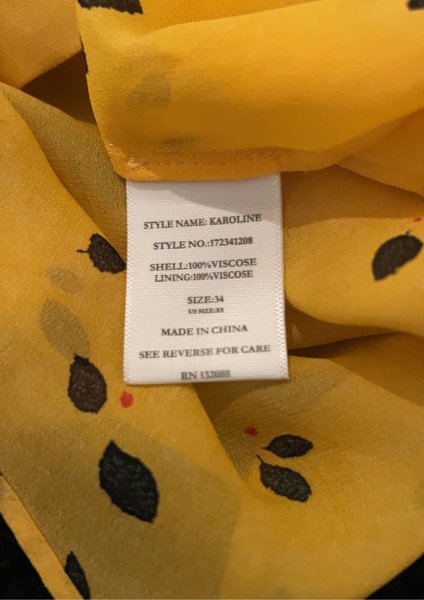 STYLE NAME: KAROLINE
STYLE NO.:172341208
SHELL:100%VISCOSE
LINING:100%VISCOSE
SIZE:34
US SIZE:XS
MADE IN CHINA
SEE REVERSE FOR CARE
RN 132080